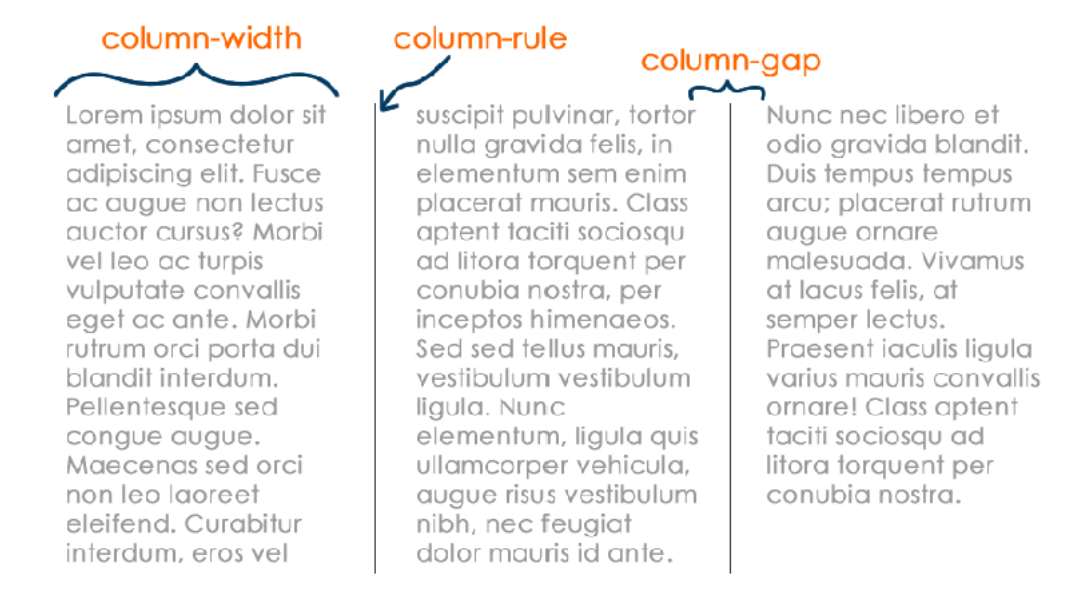 column-width
column-rule
column-gap
Lorem ipsum dolor sit
amet, consectetur
adipiscing elit. Fusce
ac augue non lectus
auctor cursus? Morbi
vel leo ac turpis
vulputate convallis
eget ac ante. Morbi
rutrum orci porta dui
blandit interdum.
Pellentesque sed
congue augue.
Maecenas sed orci
non leo laoreet
eleifend. Curabitur
interdum, eros vel
suscipit pulvinar, tortor
nulla gravida felis, in
elementum sem enim
placerat mauris. Class
aptent taciti sociosqu
ad litora torquent per
conubia nostra, per
inceptos himenaeos.
Sed sed tellus mauris,
vestibulum vestibulum
ligula. Nunc
elementum, ligula quis
ullamcorper vehicula,
augue risus vestibulum
nibh, nec feugiat
dolor mauris id ante.
Nunc nec libero et
odio gravida blandit.
Duis tempus tempus
arcu; placerat rutrum
augue ornare
malesuada. Vivamus
at lacus felis, at
semper lectus.
Praesent iaculis ligula
varius mauris convallis
ornare! Class aptent
taciti sociosqu ad
litora torquent per
conubia nostra.